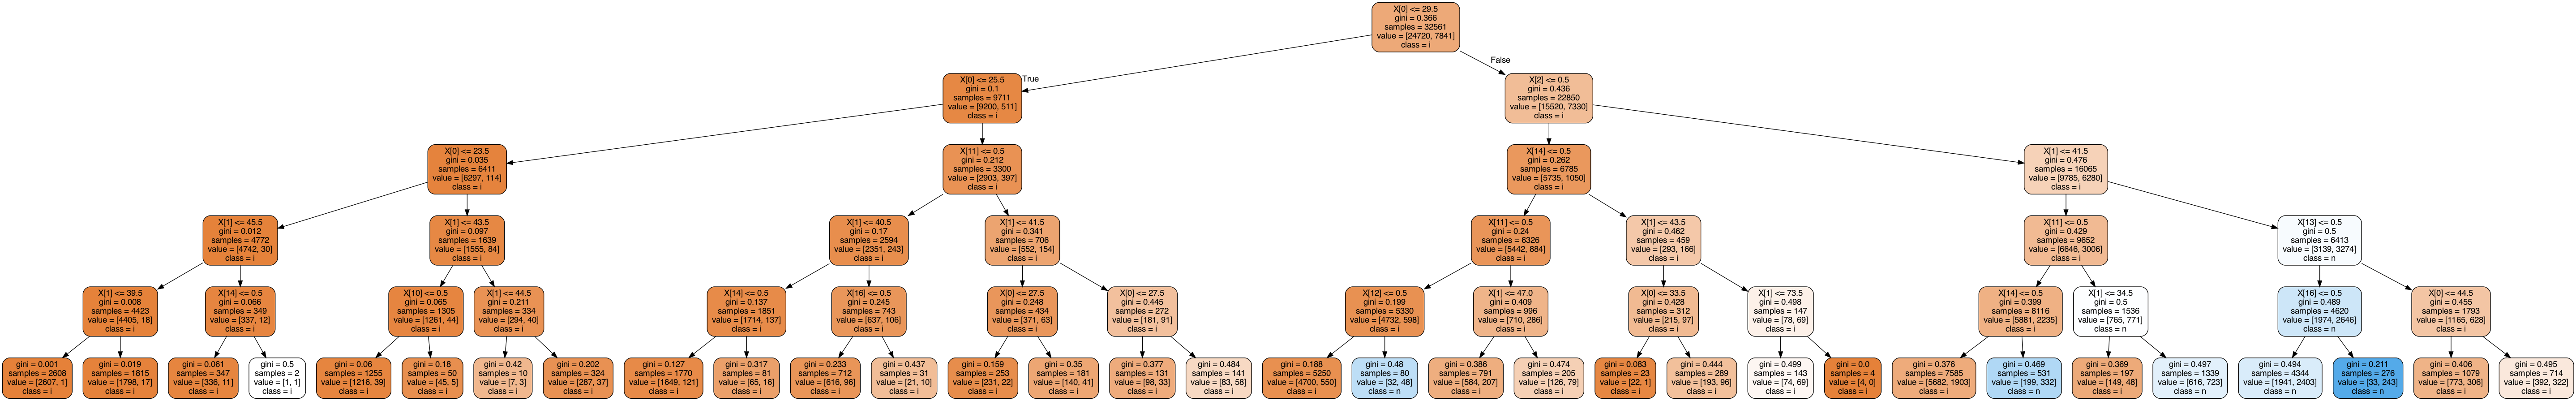 X[0] <= 29.5
gini = 0.366
samples = 32561
value = [24720, 7841]
class = i
True
False
X[0] <= 25.5
gini = 0.1
samples = 9711
value = [9200, 511]
class = i
X[2] <= 0.5
gini = 0.436
samples = 22850
value = [15520, 7330]
class = i
X[0] <= 23.5
gini = 0.035
samples = 6411
value = [6297, 114]
class = i
X[11] <= 0.5
gini = 0.212
samples = 3300
value = [2903, 397]
class = i
X[14] <= 0.5
gini = 0.262
samples = 6785
value = [5735, 1050]
class = i
X[1] <= 41.5
gini = 0.476
samples = 16065
value = [9785, 6280]
class = i
X[1] <= 45.5
gini = 0.012
samples = 4772
value = [4742, 30]
class = i
X[1] <= 43.5
gini = 0.097
samples = 1639
value = [1555, 84]
class = i
X[1] <= 40.5
gini = 0.17
samples = 2594
value = [2351, 243]
class = i
X[1] <= 41.5
gini = 0.341
samples = 706
value = [552, 154]
class = i
X[11] <= 0.5
gini = 0.24
samples = 6326
value = [5442, 884]
class = i
X[1] <= 43.5
gini = 0.462
samples = 459
value = [293, 166]
class = i
X[11] <= 0.5
gini = 0.429
samples = 9652
value = [6646, 3006]
class = i
X[13] <= 0.5
gini = 0.5
samples = 6413
value = [3139, 3274]
class = n
X[1] <= 39.5
gini = 0.008
samples = 4423
value = [4405, 18]
class = i
X[14] <= 0.5
gini = 0.066
samples = 349
value = [337, 12]
class = i
X[10] <= 0.5
gini = 0.065
samples = 1305
value = [1261, 44]
class = i
X[1] <= 44.5
gini = 0.211
samples = 334
value = [294, 40]
class = i
X[14] <= 0.5
gini = 0.137
samples = 1851
value = [1714, 137]
class = i
X[16] <= 0.5
gini = 0.245
samples = 743
value = [637, 106]
class = i
X[0] <= 27.5
gini = 0.248
samples = 434
value = [371, 63]
class = i
X[0] <= 27.5
gini = 0.445
samples = 272
value = [181, 91]
class = i
X[12] <= 0.5
gini = 0.199
samples = 5330
value = [4732, 598]
class = i
X[1] <= 47.0
gini = 0.409
samples = 996
value = [710, 286]
class = i
X[0] <= 33.5
gini = 0.428
samples = 312
value = [215, 97]
class = i
X[1] <= 73.5
gini = 0.498
samples = 147
value = [78, 69]
class = i
X[14] <= 0.5
gini = 0.399
samples = 8116
value = [5881, 2235]
class = i
X[1] <= 34.5
gini = 0.5
samples = 1536
value = [765, 771]
class = n
X[16] <= 0.5
gini = 0.489
samples = 4620
value = [1974, 2646]
class = n
X[0] <= 44.5
gini = 0.455
samples = 1793
value = [1165, 628]
class = i
gini = 0.001
samples = 2608
value = [2607, 1]
class = i
gini = 0.019
samples = 1815
value = [1798, 17]
class = i
gini = 0.061
samples = 347
value = [336, 11]
class = i
gini = 0.5
samples = 2
value = [1, 1]
class = i
gini = 0.06
samples = 1255
value = [1216, 39]
class = i
gini = 0.18
samples = 50
value = [45, 5]
class = i
gini = 0.42
samples = 10
value = [7, 3]
class = i
gini = 0.202
samples = 324
value = [287, 37]
class = i
gini = 0.127
samples = 1770
value = [1649, 121]
class = i
gini = 0.317
samples = 81
value = [65, 16]
class = i
gini = 0.233
samples = 712
value = [616, 96]
class = i
gini = 0.437
samples = 31
value = [21, 10]
class = i
gini = 0.159
samples = 253
value = [231, 22]
class = i
gini = 0.35
samples = 181
value = [140, 41]
class = i
gini = 0.377
samples = 131
value = [98, 33]
class = i
gini = 0.484
samples = 141
value = [83, 58]
class = i
gini = 0.188
samples = 5250
value = [4700, 550]
class = i
gini = 0.48
samples = 80
value = [32, 48]
class = n
gini = 0.386
samples = 791
value = [584, 207]
class = i
gini = 0.474
samples = 205
value = [126, 79]
class = i
gini = 0.083
samples = 23
value = [22, 1]
class = i
gini = 0.444
samples = 289
value = [193, 96]
class = i
gini = 0.499
samples = 143
value = [74, 69]
class = i
gini = 0.0
samples = 4
value = [4, 0]
class = i
gini = 0.376
samples = 7585
value = [5682, 1903]
class = i
gini = 0.469
samples = 531
value = [199, 332]
class = n
gini = 0.369
samples = 197
value = [149, 48]
class = i
gini = 0.497
samples = 1339
value = [616, 723]
class = n
gini = 0.494
samples = 4344
value = [1941, 2403]
class = n
gini = 0.211
samples = 276
value = [33, 243]
class = n
gini = 0.406
samples = 1079
value = [773, 306]
class = i
gini = 0.495
samples = 714
value = [392, 322]
class = i